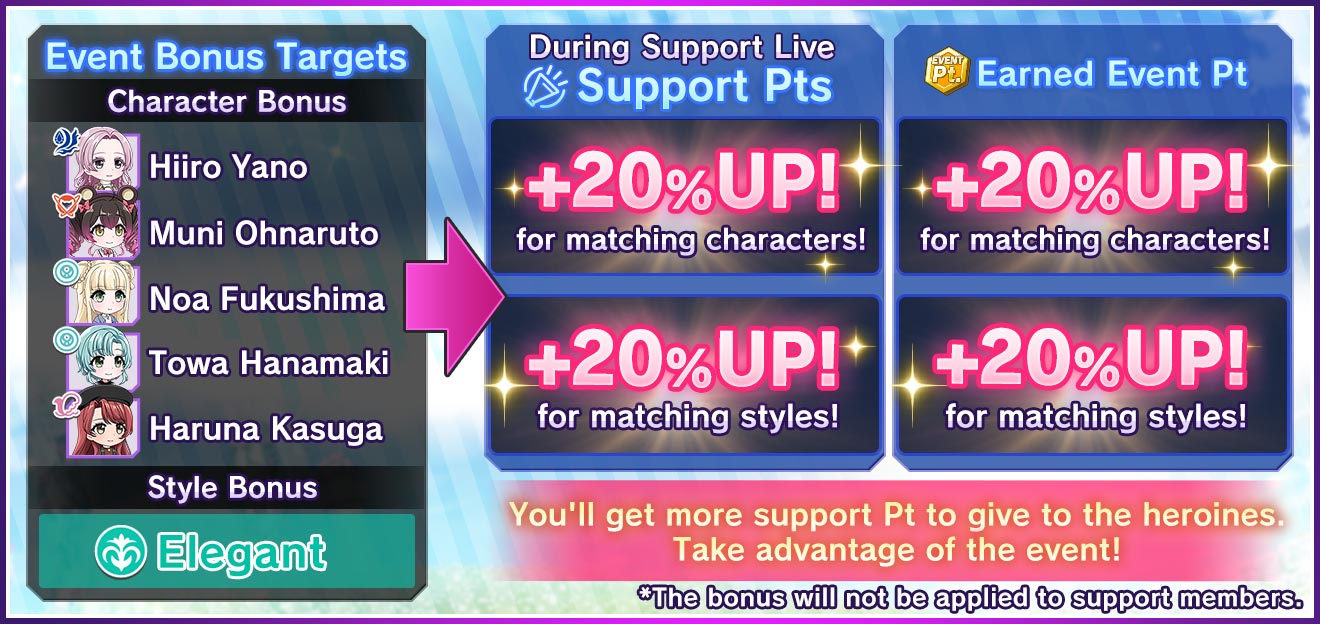 Event Bonus Targets
Character Bonus
Hiiro Yano
Muni Ohnaruto
Noa Fukushima
Towa Hanamaki
Haruna Kasuga
Style Bonus
Elegant
During Support Live
Support Pts
+20%UP!
for matching characters!
+20%UP!
for matching styles!
EVENT
Pt.
Earned Event Pt
+20%UP!
for matching characters!
+20%UP!
for matching styles!
You'll get more support Pt to give to the heroines.
Take advantage of the event!
*The bonus will not be applied to support members.